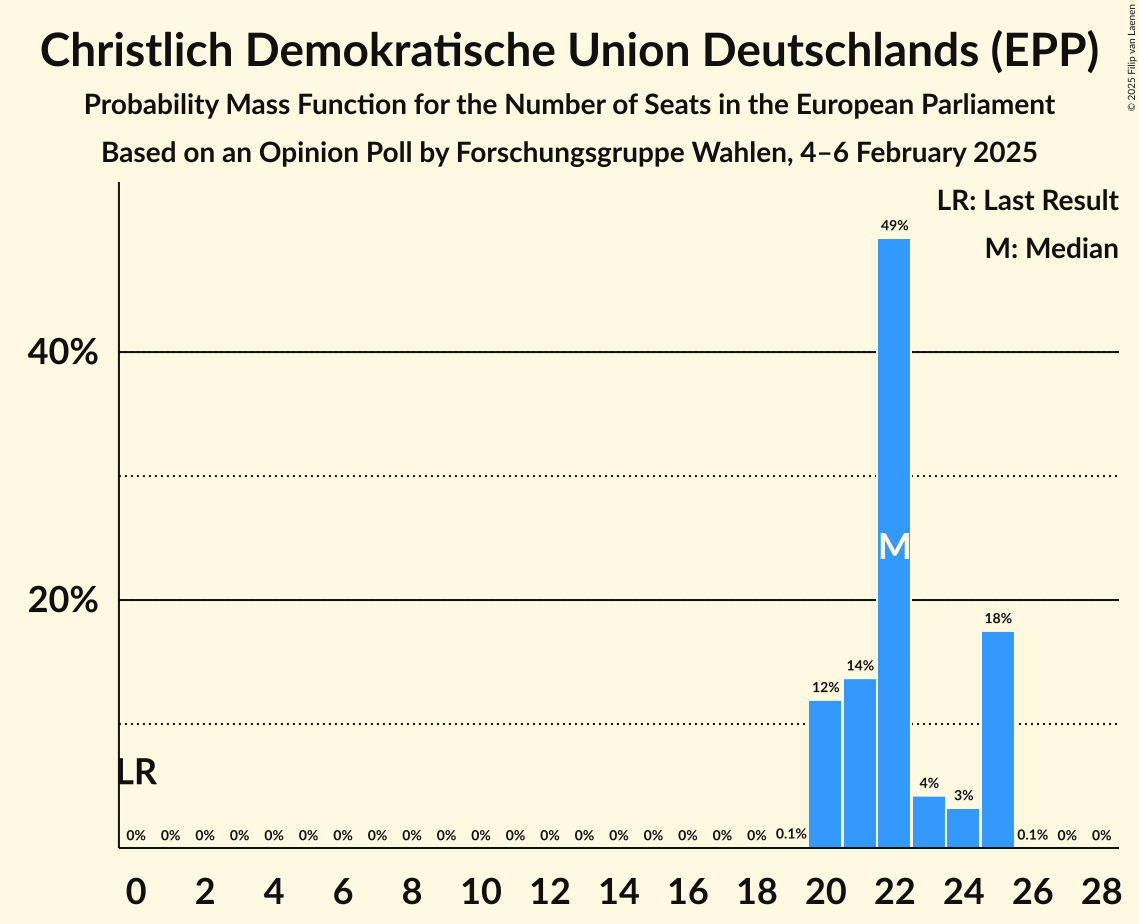 Christlich Demokratische Union Deutschlands (EPP)
Probability Mass Function for the Number of Seats in the European Parliament
Based on an Opinion Poll by Forschungsgruppe Wahlen, 4–6 February 2025
© 2025 Filip van Laenen
LR: Last Result
M: Median
49%
40%
M
20%
18%
14%
12%
LR
4%
3%
0% 0% 0% 0% 0% 0% 0% 0% 0% 0% 0% 0% 0% 0% 0% 0% 0% 0% 0% 0.1% 0.1% 0% 0%
0 2 4 6 8 10 12 14 16 18 20 22 24 26 28